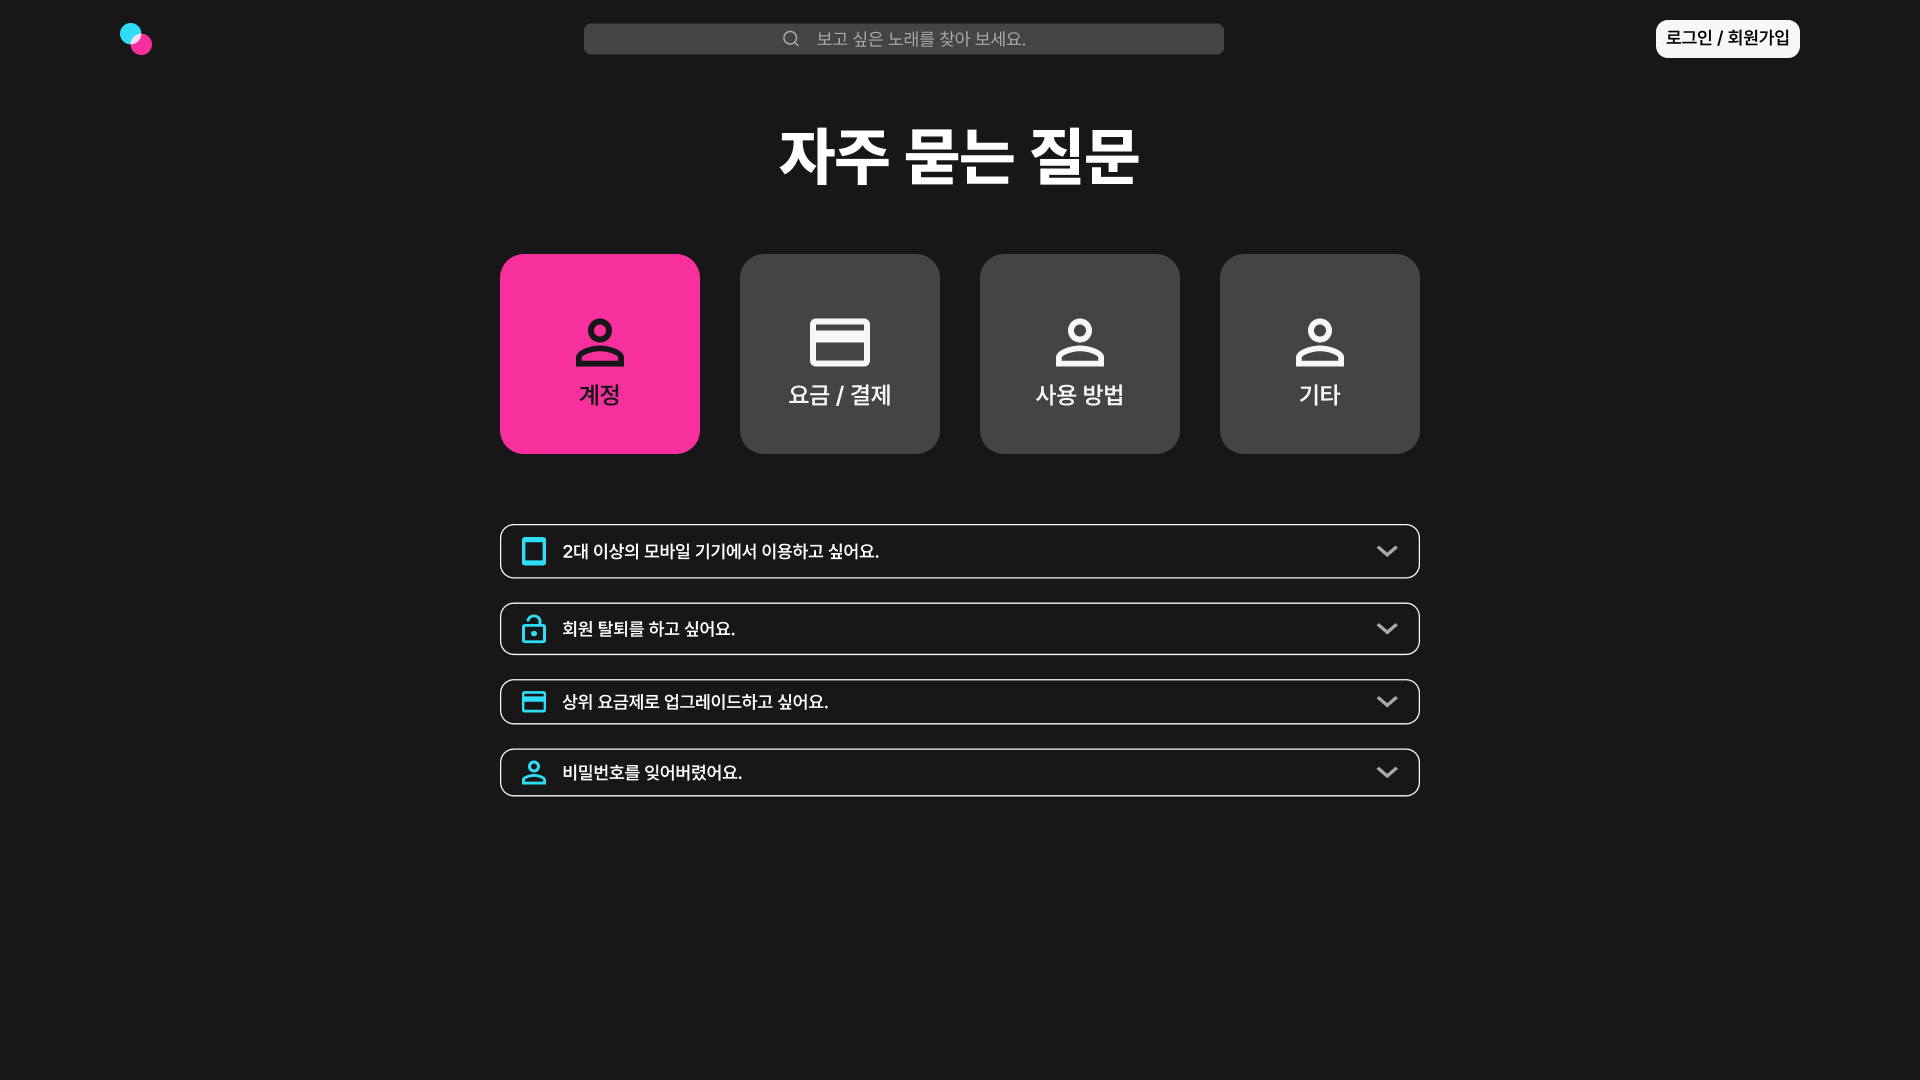 보고 싶은 노래를 찾아 보세요.
로그인 / 회원가입
자주 묻는 질문
계정
요금 / 결제
사용 방법
기타
2대 이상의 모바일 기기에서 이용하고 싶어요.
회원 탈퇴를 하고 싶어요.
상위 요금제로 업그레이드하고 싶어요.
비밀번호를 잊어버렸어요.